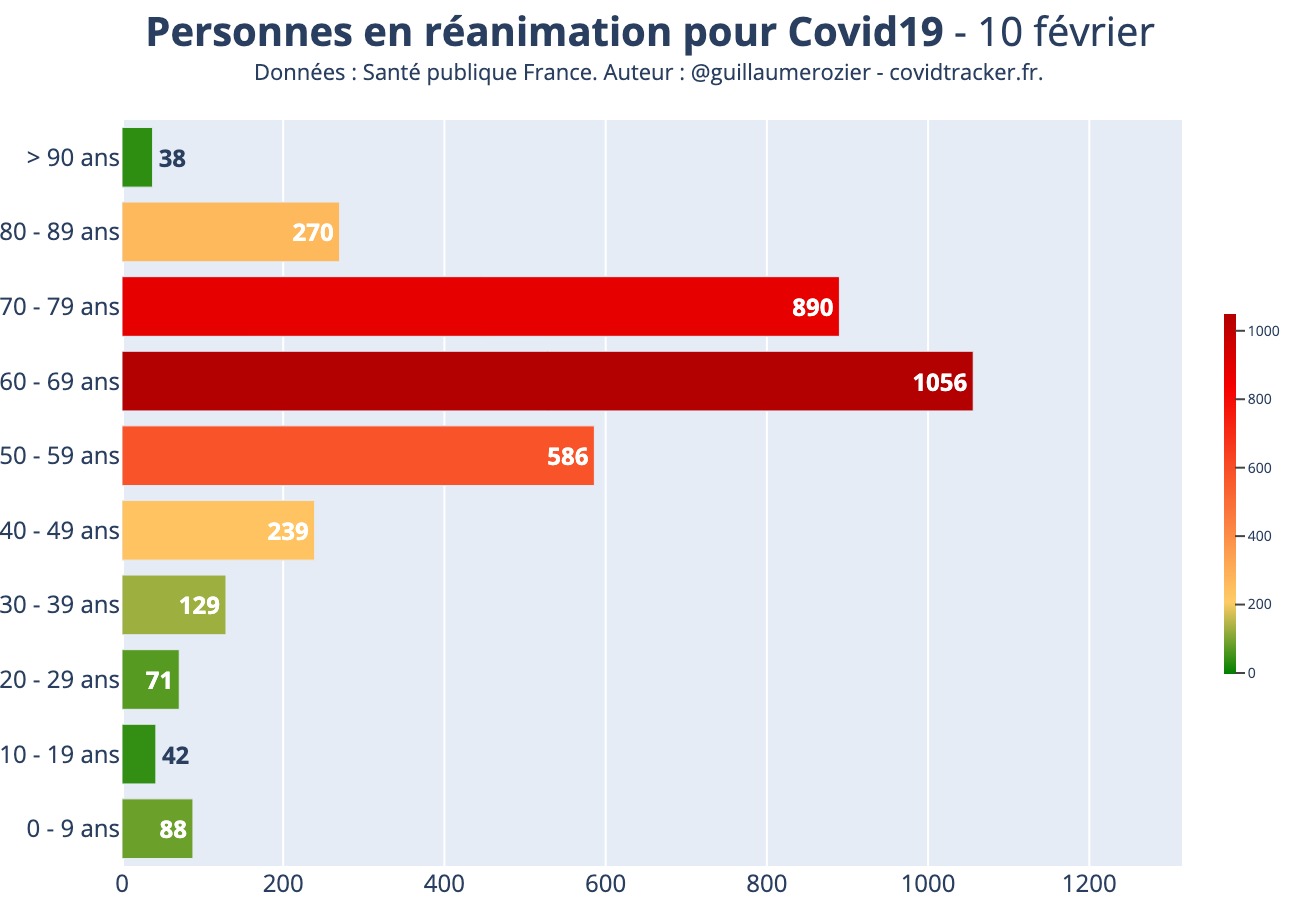 Personnes en réanimation pour Covid19 - 10 février
Données : Santé publique France. Auteur : @guillaumerozier - covidtracker.fr.
> 90 ans 38
80 - 89 ans 270
70 - 79 ans 890
60 - 69 ans 1056
50 - 59 ans 586
40 - 49 ans 239
30 - 39 ans 129
20 - 29 ans 71
10 - 19 ans 42
0 - 9 ans 88
0 200 400 600 800 1000 1200
1000
800
600
400
200
0